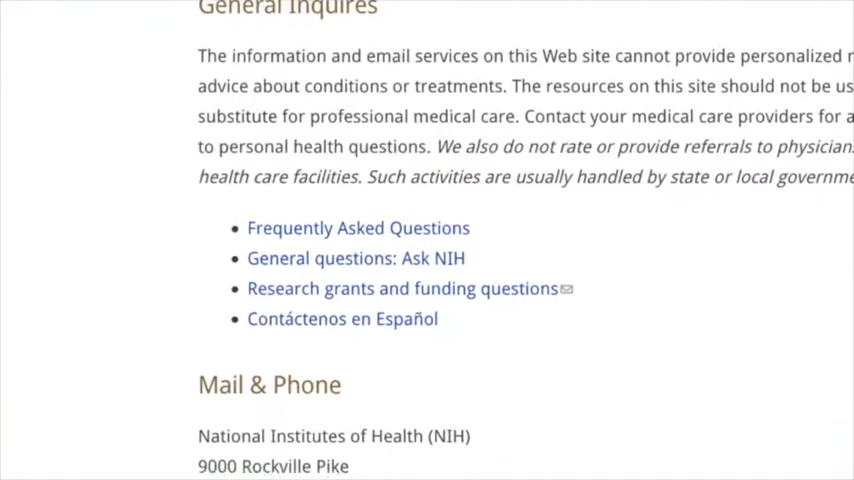 General Inquires
The information and email services on this Web site cannot provide personalized
advice about conditions or treatments. The resources on this site should not be
substitute for professional medical care. Contact your medical care providers for
to personal health questions. We also do not rate or provide referrals to
health care facilities. Such activities are usually handled by state or local
Frequently Asked Questions
General questions: Ask NIH
Research grants and funding questions
Contáctenos en Español
Mail & Phone
National Institutes of Health (NIH)
9000 Rockville Pike